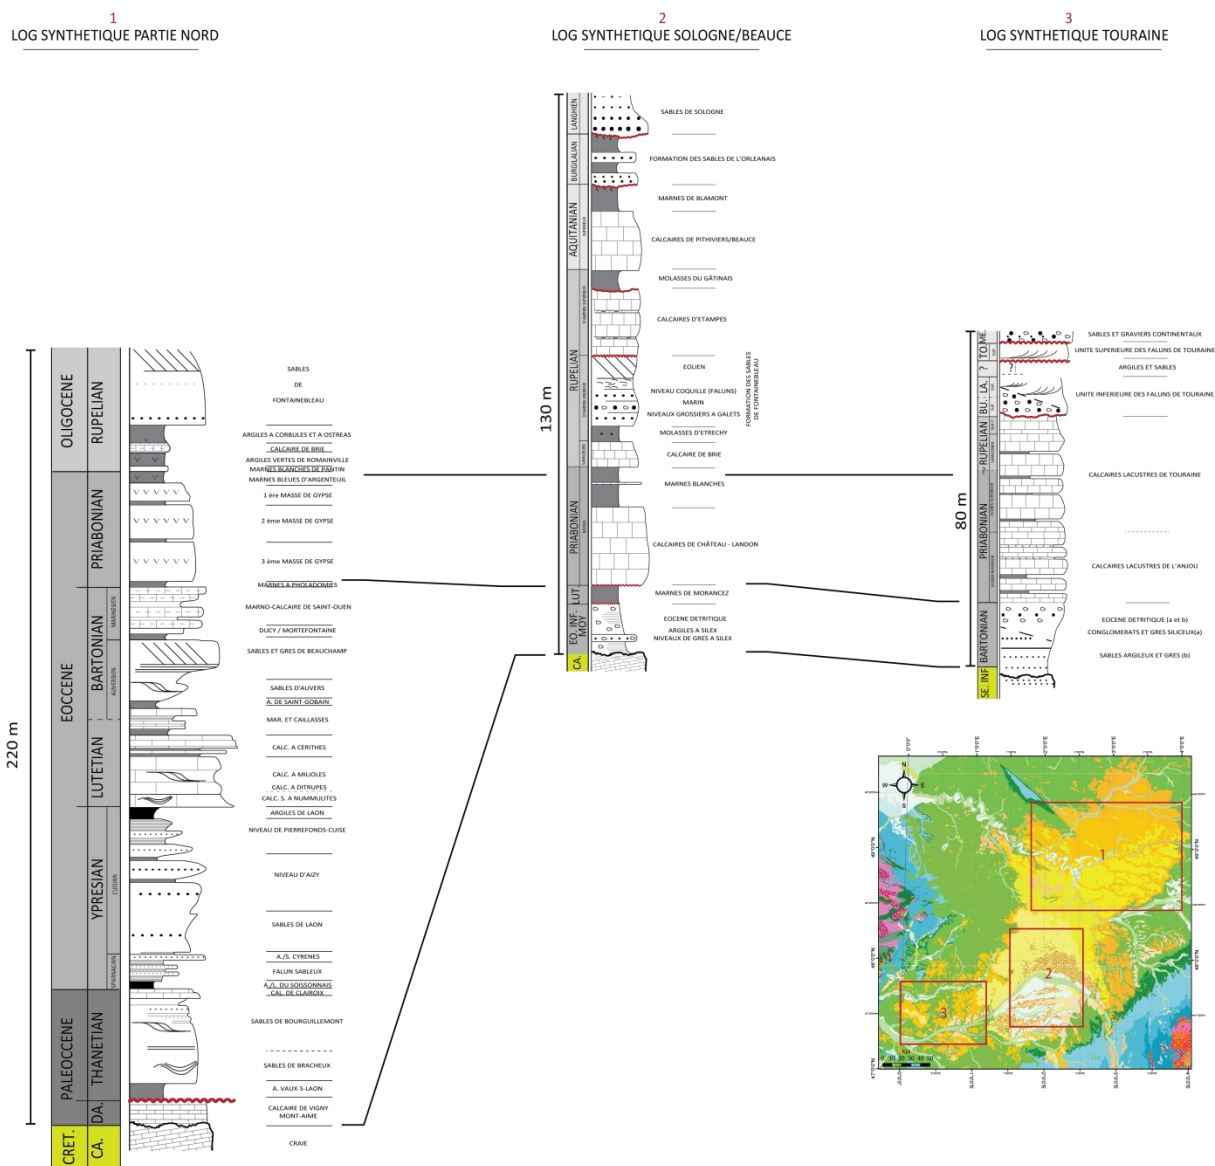 1
LOG SYNTHETIQUE PARTIE NORD
2
LOG SYNTHETIQUE SOLOGNE/BEAUCE
3
LOG SYNTHETIQUE TOURAINE
220 m
OLIGOCENE
EOCCENE
PALEOCCENE
CRET.
RUPELIAN
PRIABONIAN
BARTONIAN
LUTETIAN
YPRESIAN
THANETIAN
DA.
CA.
MARINESIEN
AUVERSIEN
CUISIAN
SPARNACIAN
SABLES
DE
FONTAINEBLEAU
ARGILES A CORBULES ET A OSTREAS
CALCAIRE DE BRIE
ARGILES VERTES DE ROMAINVILLE
MARNES BLANCHES DE PANTIN
MARNES BLEUES D'ARGENTEUIL
1 ère MASSE DE GYPSE
2 ème MASSE DE GYPSE
3 ème MASSE DE GYPSE
MARNES A PHOLADOMIES
MARNO-CALCAIRE DE SAINT-OUEN
DUCY / MORTEFONTAINE
SABLES ET GRES DE BEAUCHAMP
SABLES D'AUVERS
A. DE SAINT-GOBAIN
MAR. ET CAILLASSES
CALC. A CERITHES
CALC. A MILIOLES
CALC. A DITRUPES
CALC. S. A NUMMULITES
ARGILES DE LAON
NIVEAU DE PIERREFONDS-CUISE
NIVEAU D'AIZY
SABLES DE LAON
A./S. CYRENES
FALUN SABLEUX
A./L. DU SOISSONNAIS
CAL. DE CLAIROIX
SABLES DE BOURGUILLEMONT
SABLES DE BRACHEUX
A. VAUX-S-LAON
CALCAIRE DE VIGNY
MONT-AIME
CRAIE
130 m
LANGHIEN
BURGILALIAN
AQUITANIAN
RUPELIAN
PRIABONIAN
LUT.
EO. INF.
MOY.
CA.
SABLES DE SOLOGNE
FORMATION DES SABLES DE L'ORLEANAIS
MARNES DE BLAMONT
CALCAIRES DE PITHIVIERS/BEAUCE
MOLASSES DU GÂTINAIS
CALCAIRES D'ETAMPES
EOLIEN
NIVEAU COQUILLE (FALUNS)
MARIN
NIVEAUX GROSSIERS A GALETS
FORMATION DES SABLES
DE FONTAINEBLEAU
MOLASSES D'ETRECHY
CALCAIRE DE BRIE
MARNES BLANCHES
CALCAIRES DE CHÂTEAU - LANDON
MARNES DE MORANCEZ
EOCENE DETRITIQUE
ARGILES A SILEX
NIVEAUX DE GRES A SILEX
80 m
TO.
ME.
?
LA.
BU.
RUPELIAN
?
PRIABONIAN
BARTONIAN
SE. INF
SABLES ET GRAVIERS CONTINENTAUX
UNITE SUPERIEURE DES FALUNS DE TOURAINE
ARGILES ET SABLES
UNITE INFERIEURE DES FALUNS DE TOURAINE
CALCAIRES LACUSTRES DE TOURAINE
CALCAIRES LACUSTRES DE L'ANJOU
EOCENE DETRITIQUE (a et b)
CONGLOMERATS ET GRES SILICEUX(a)
SABLES ARGILEUX ET GRES (b)
N
W
E
S
1
2
3
Km
0 10 20 30 40 50